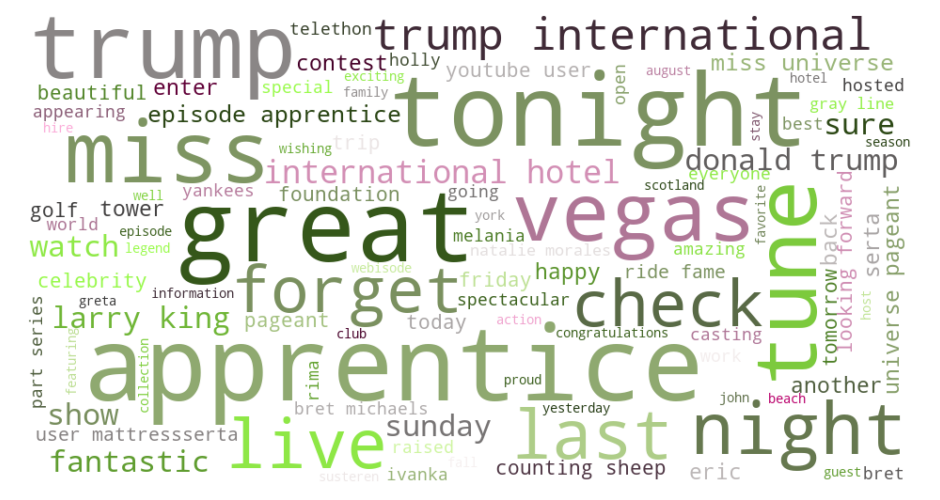 trump
telethon
trump international
contest
holly
youtube user
miss universe
beautiful
enter
special
exciting
family
tonight
open
august
hotel
hosted
gray line
appearing
hire
episode apprentice
miss
trip
stay
best
sure
season
wishing
international hotel
donald trump
everyone
scotland
well
yankees
foundation
going
great
vegas
favorite
tune
back
looking forward
serta
universe pageant
golf
tower
world
episode
york
melania
natalie morales
amazing
watch
legend
webisode
forget
friday
happy
ride fame
celebrity
greta
information
spectacular
check
tomorrow
host
part series
larry king
pageant
today
club
action
congratulations
casting
featuring
collection
apprentice
work
another
rima
proud
john
beach
show
bret michaels
yesterday
user mattressserta
live
sunday
last
night
raised
fantastic
fall
susteren
ivanka
counting sheep
eric
guest
bret